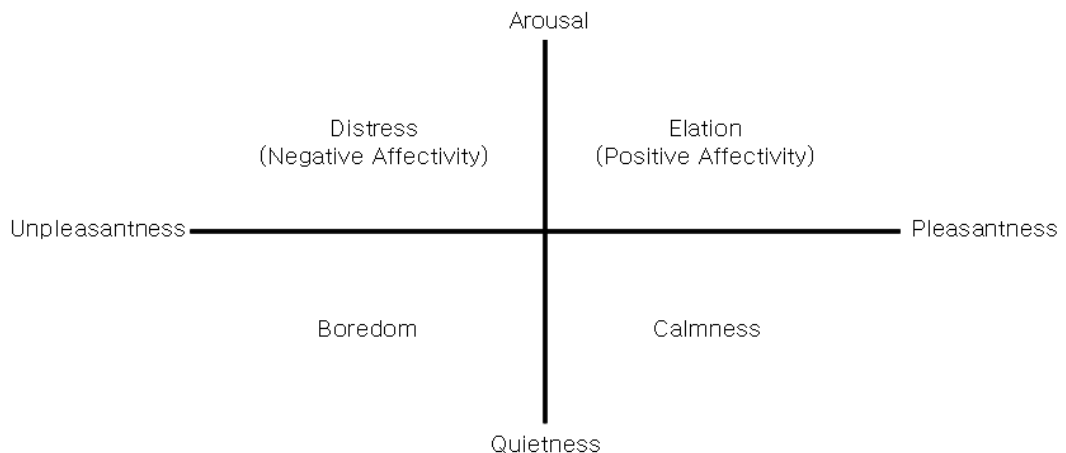 Arousal
Distress
(Negative Affectivity)
Elation
(Positive Affectivity)
Unpleasantness
Pleasantness
Boredom
Calmness
Quietness